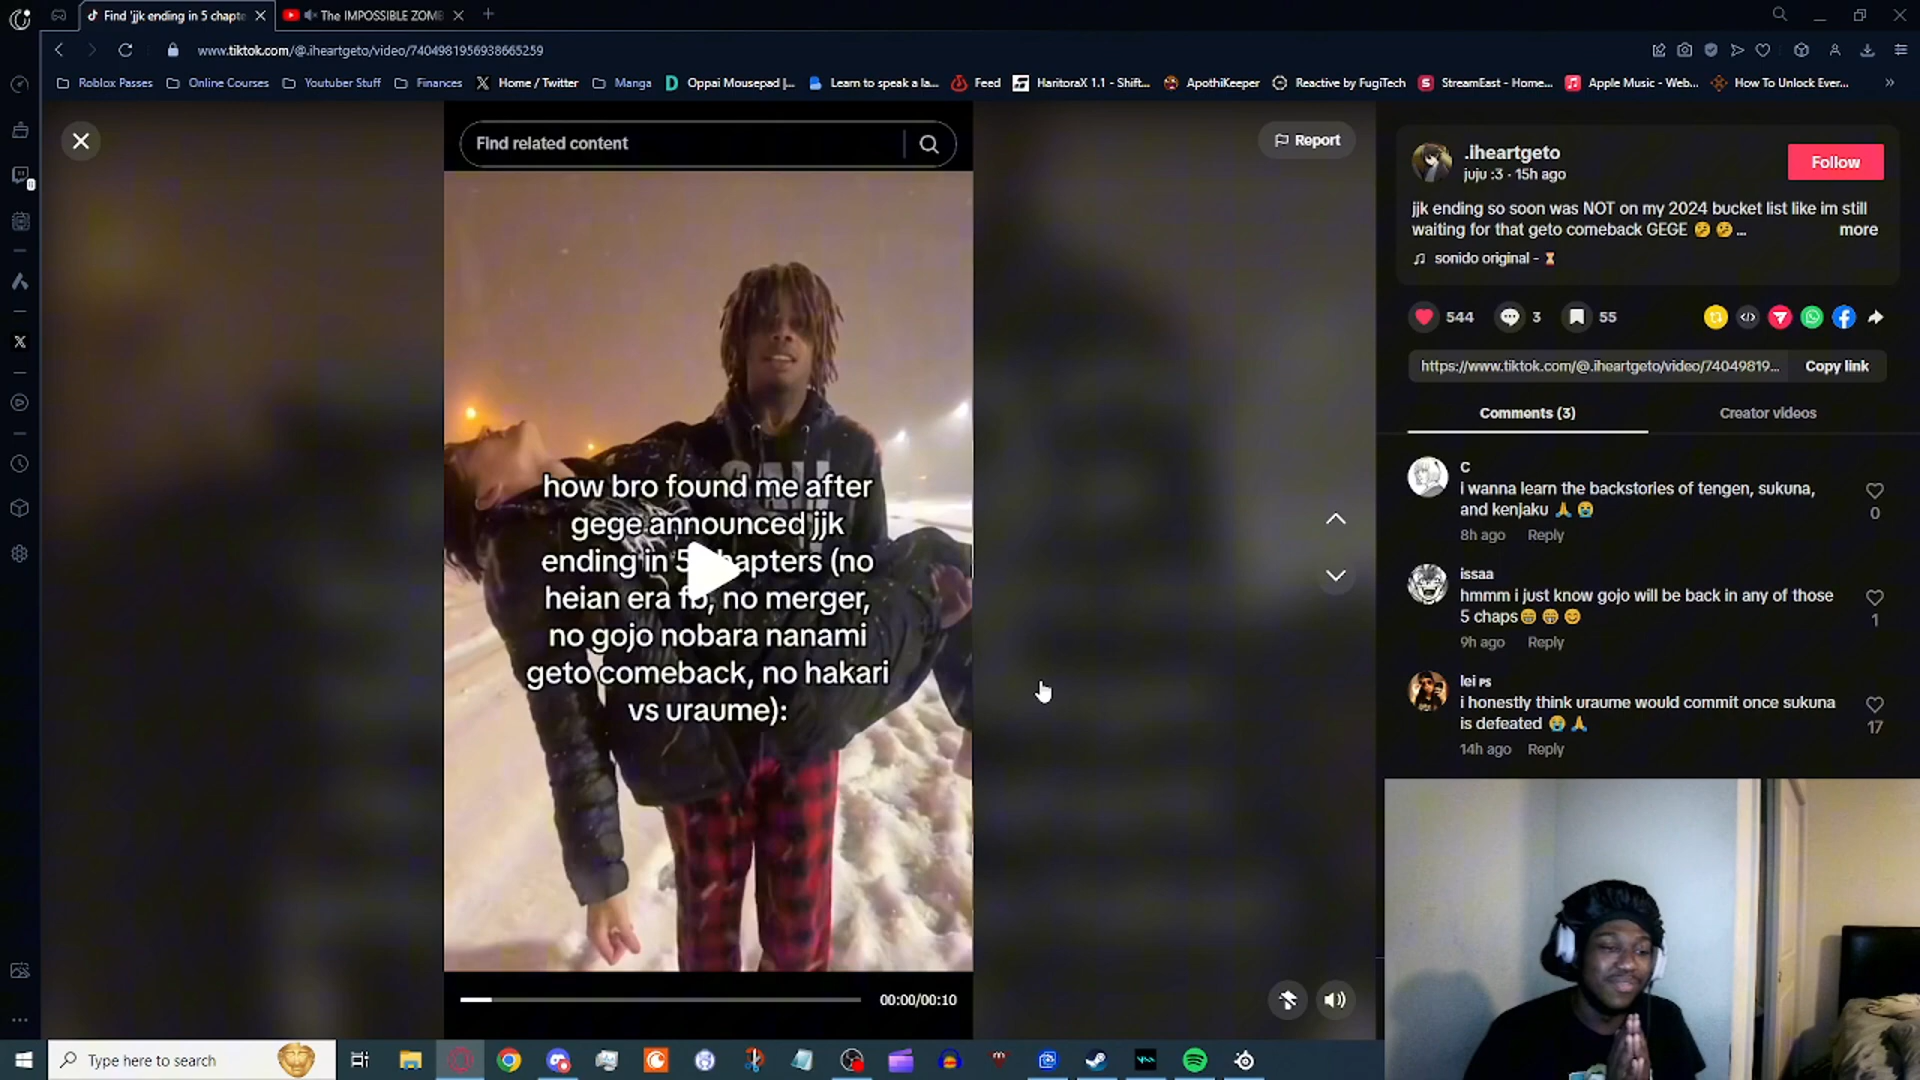 Find 'jjk ending in 5 chapte
The IMPOSSIBLE ZOMB
www.tiktok.com/@.iheartgeto/video/7404981956938665259
Roblox Passes
Online Courses
Youtuber Stuff
Finances
Home / Twitter
Manga
Oppai Mousepad |...
Learn to speak a la...
Feed
HaritoraX 1.1 - Shift...
ApothiKeeper
Reactive by FugiTech
StreamEast - Home...
Apple Music - Web...
How To Unlock Ever...
Find related content
Report
how bro found me after
gege announced jjk
ending in 5 chapters (no
heian era fb, no merger,
no gojo nobara nanami
geto comeback, no hakari
vs uraume):
00:00/00:10
.iheartgeto
juju :3 · 15h ago
Follow
jjk ending so soon was NOT on my 2024 bucket list like im still
waiting for that geto comeback GEGE 🤔 🤔 ...
more
sonido original - ⌛
544
3
55
https://www.tiktok.com/@.iheartgeto/video/74049819...
Copy link
Comments (3)
Creator videos
C
i wanna learn the backstories of tengen, sukuna,
and kenjaku 🙏 😭
0
8h ago
Reply
issaa
hmmm i just know gojo will be back in any of those
5 chaps😁 😁 😊
1
9h ago
Reply
lei PS
i honestly think uraume would commit once sukuna
is defeated 😭 🙏
17
14h ago
Reply
Type here to search